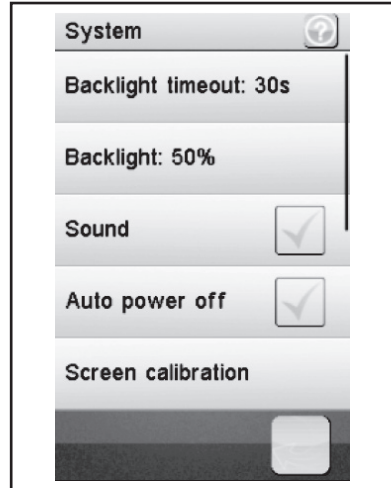 System
?
Backlight timeout: 30s
Backlight: 50%
Sound
Auto power off
Screen calibration